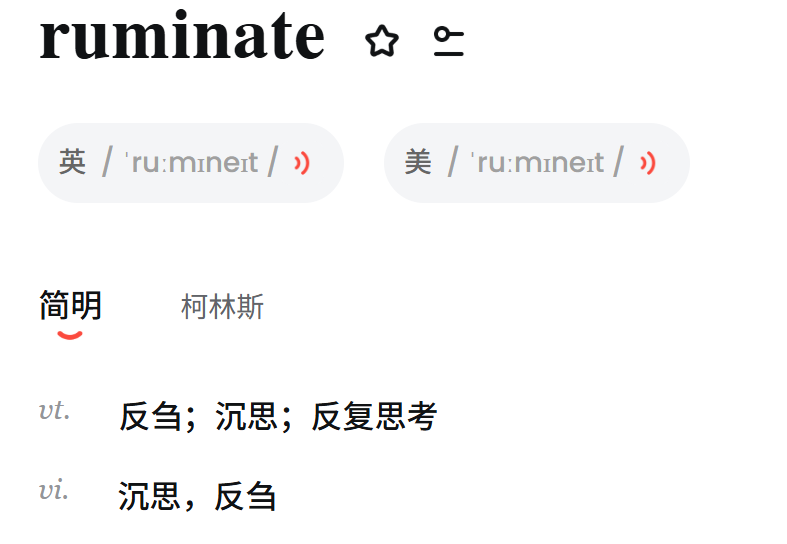 ruminate
英 / ˈruːmɪneɪt / 美 / ˈruːmɪneɪt /
简明 柯林斯
vt. 反刍；沉思；反复思考
vi. 沉思，反刍